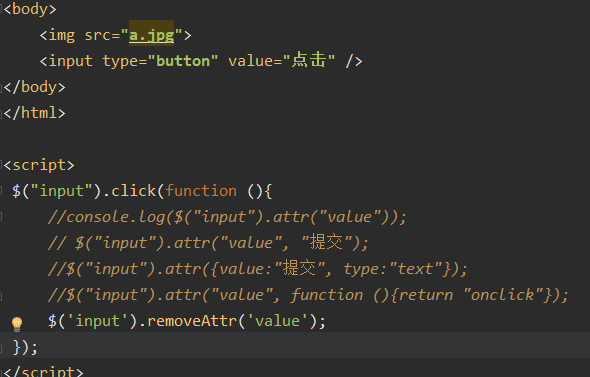 <body>
<img src="a.jpg">
<input type="button" value="点击" />
</body>
</html>
<script>
$("input").click(function (){
//console.log($("input").attr("value"));
// $("input").attr("value", "提交");
//$("input").attr({value:"提交", type:"text"});
//$("input").attr("value", function (){return "onclick"});
$('input').removeAttr('value');
});
</script>